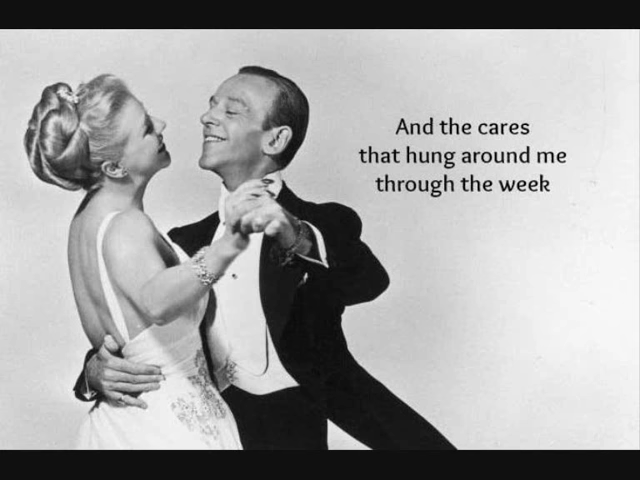 And the cares
that hung around me
through the week